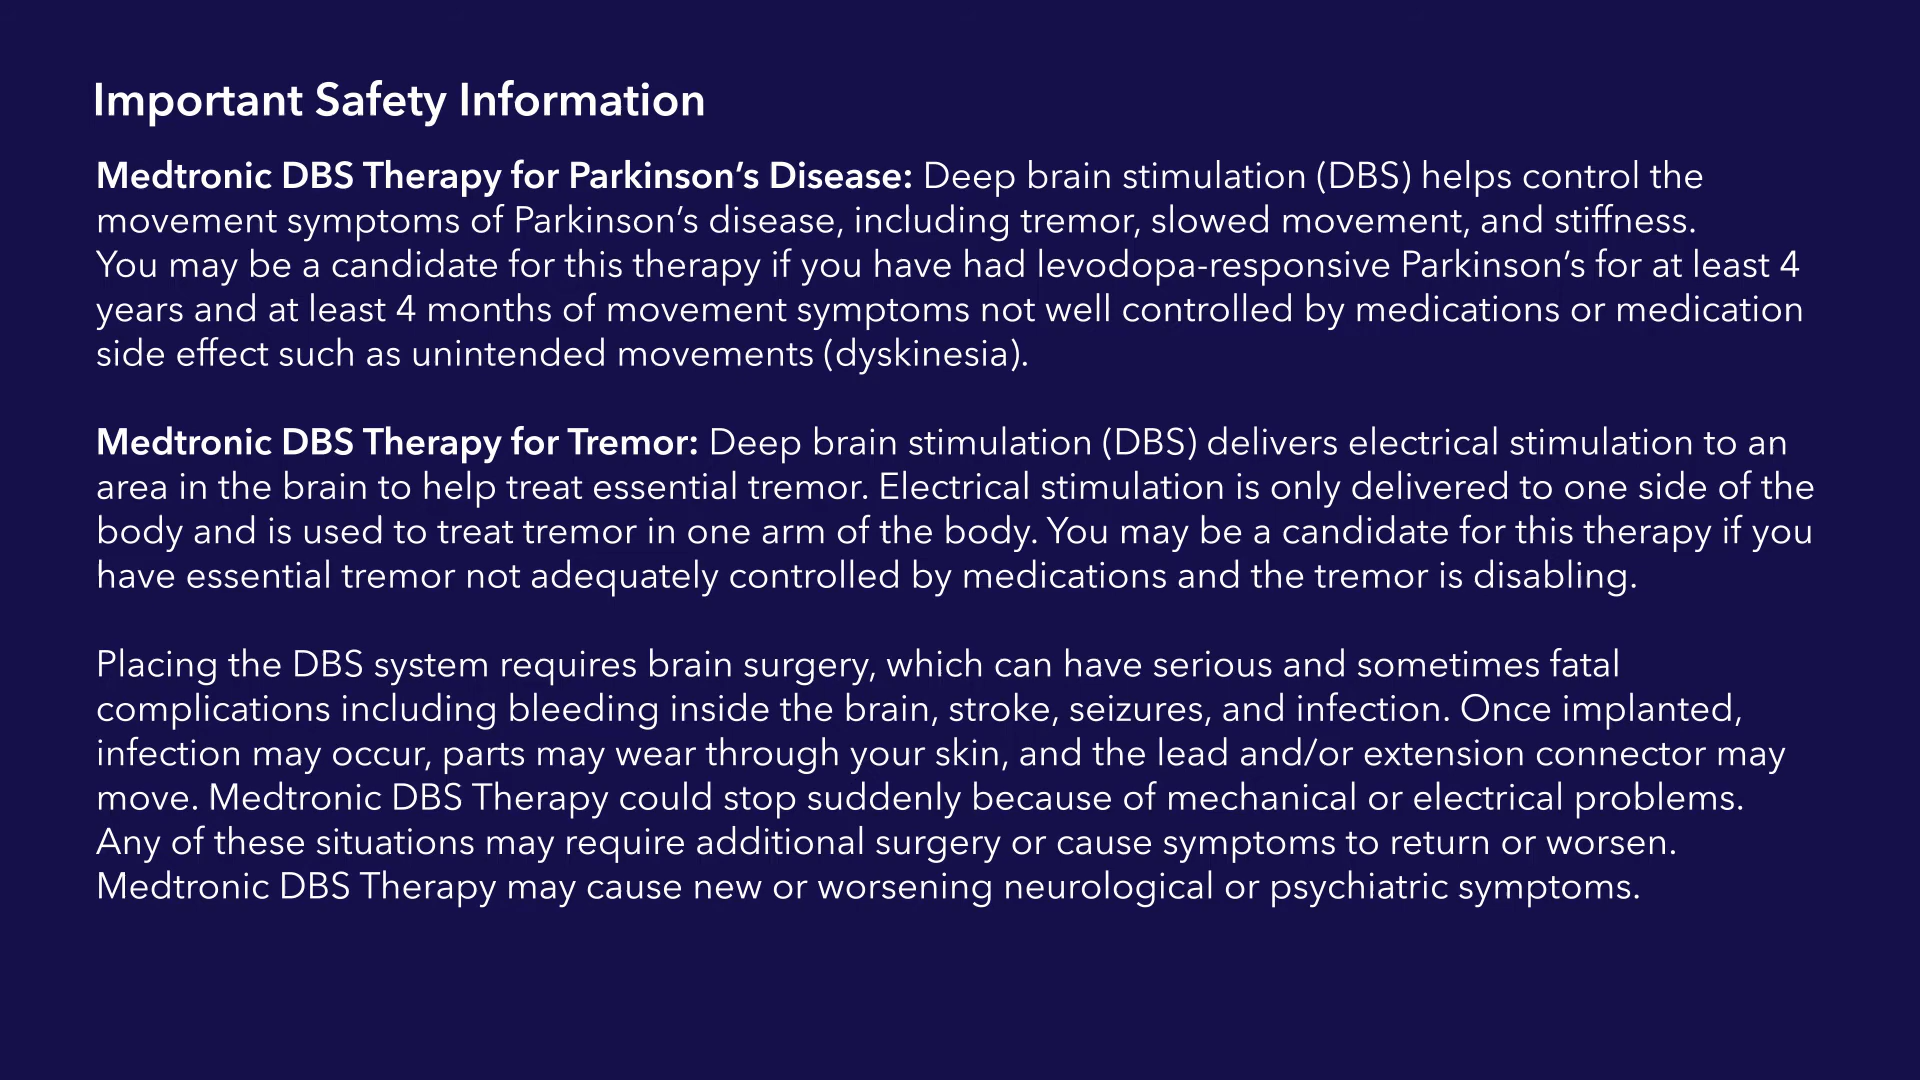 Important Safety Information
Medtronic DBS Therapy for Parkinson’s Disease: Deep brain stimulation (DBS) helps control the
movement symptoms of Parkinson’s disease, including tremor, slowed movement, and stiffness.
You may be a candidate for this therapy if you have had levodopa-responsive Parkinson’s for at least 4
years and at least 4 months of movement symptoms not well controlled by medications or medication
side effect such as unintended movements (dyskinesia).
Medtronic DBS Therapy for Tremor: Deep brain stimulation (DBS) delivers electrical stimulation to an
area in the brain to help treat essential tremor. Electrical stimulation is only delivered to one side of the
body and is used to treat tremor in one arm of the body. You may be a candidate for this therapy if you
have essential tremor not adequately controlled by medications and the tremor is disabling.
Placing the DBS system requires brain surgery, which can have serious and sometimes fatal
complications including bleeding inside the brain, stroke, seizures, and infection. Once implanted,
infection may occur, parts may wear through your skin, and the lead and/or extension connector may
move. Medtronic DBS Therapy could stop suddenly because of mechanical or electrical problems.
Any of these situations may require additional surgery or cause symptoms to return or worsen.
Medtronic DBS Therapy may cause new or worsening neurological or psychiatric symptoms.